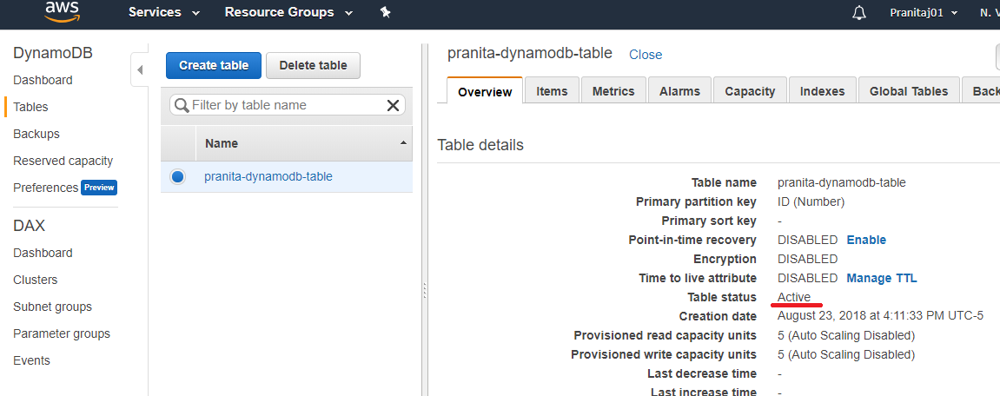 aws
Services
Resource Groups
Pranitaj01
N. V
DynamoDB
Dashboard
Tables
Backups
Reserved capacity
Preferences Preview
DAX
Dashboard
Clusters
Subnet groups
Parameter groups
Events
Create table
Delete table
Filter by table name
Name
pranita-dynamodb-table
pranita-dynamodb-table Close
Overview Items Metrics Alarms Capacity Indexes Global Tables Back
Table details
Table name pranita-dynamodb-table
Primary partition key ID (Number)
Primary sort key -
Point-in-time recovery DISABLED Enable
Encryption DISABLED
Time to live attribute DISABLED Manage TTL
Table status Active
Creation date August 23, 2018 at 4:11:33 PM UTC-5
Provisioned read capacity units 5 (Auto Scaling Disabled)
Provisioned write capacity units 5 (Auto Scaling Disabled)
Last decrease time -
Last increase time -